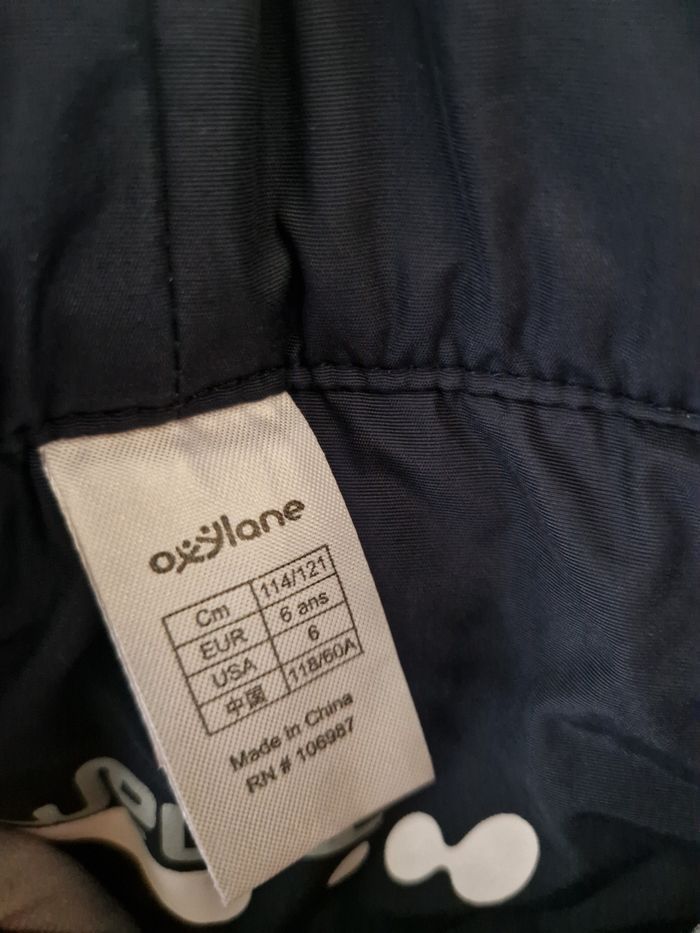 oxylane
Cm 114/121
EUR 6 ans
USA 6
中国 118/60A
Made in China
RN # 106987